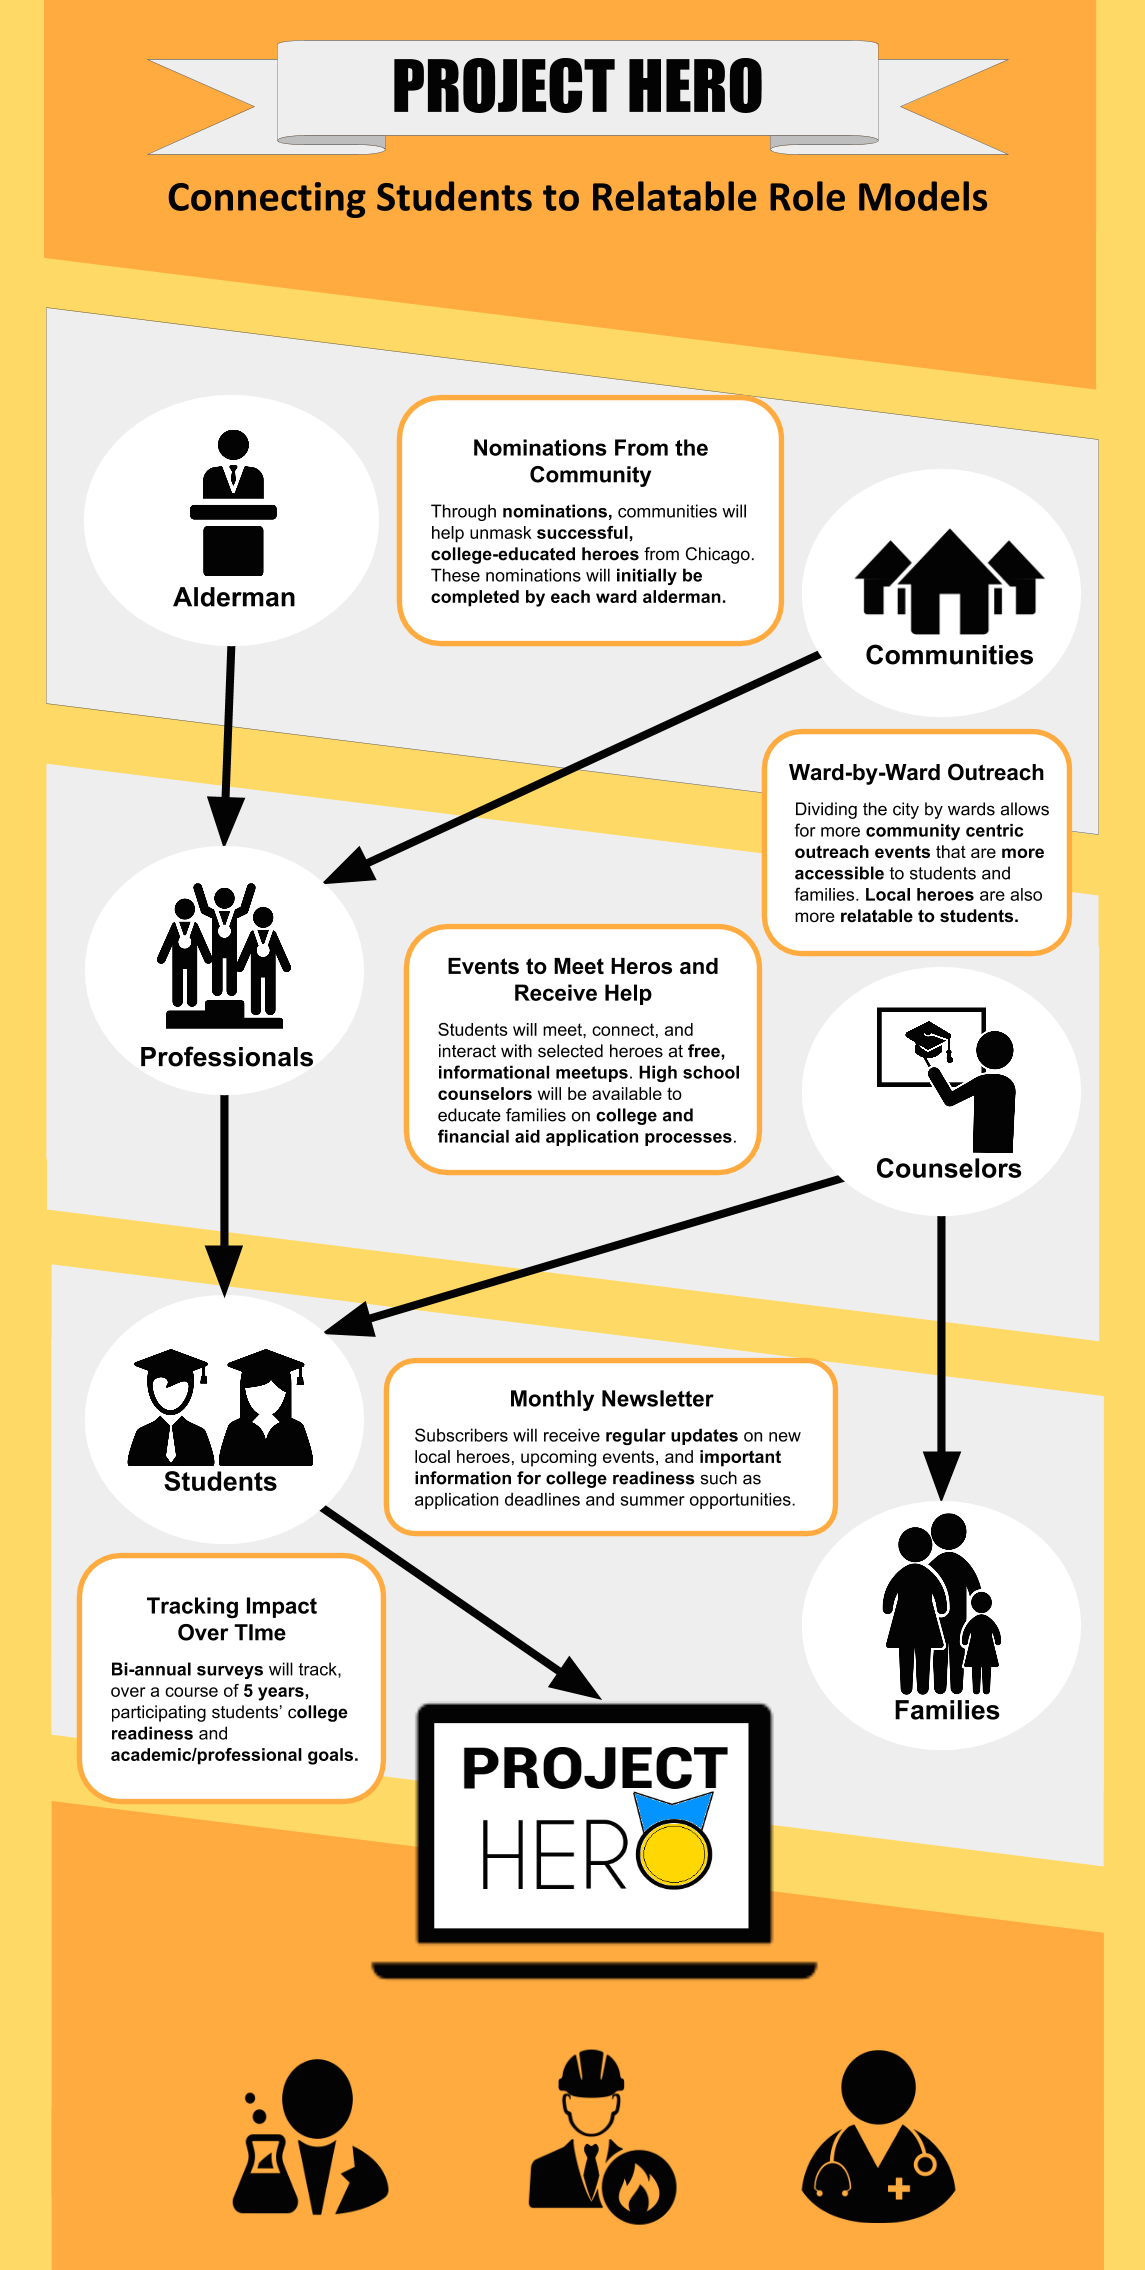 PROJECT HERO
Connecting Students to Relatable Role Models
Nominations From the
Community
Through nominations, communities will
help unmask successful,
college-educated heroes from Chicago.
These nominations will initially be
completed by each ward alderman.
Alderman
Communities
Ward-by-Ward Outreach
Dividing the city by wards allows
for more community centric
outreach events that are more
accessible to students and
families. Local heroes are also
more relatable to students.
Professionals
Events to Meet Heros and
Receive Help
Students will meet, connect, and
interact with selected heroes at free,
informational meetups. High school
counselors will be available to
educate families on college and
financial aid application processes.
Counselors
Students
Monthly Newsletter
Subscribers will receive regular updates on new
local heroes, upcoming events, and important
information for college readiness such as
application deadlines and summer opportunities.
Tracking Impact
Over TIme
Bi-annual surveys will track,
over a course of 5 years,
participating students’ college
readiness and
academic/professional goals.
Families
PROJECT
HERO